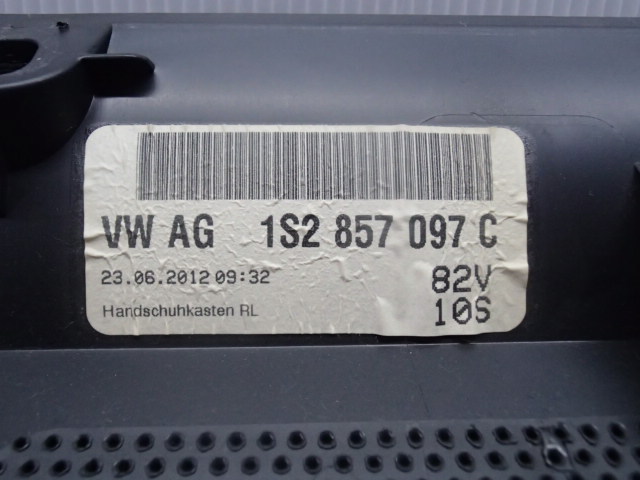 VW AG 1S2 857 097 C
23.06.2012 09:32 82V
Handschuhkasten RL 10S